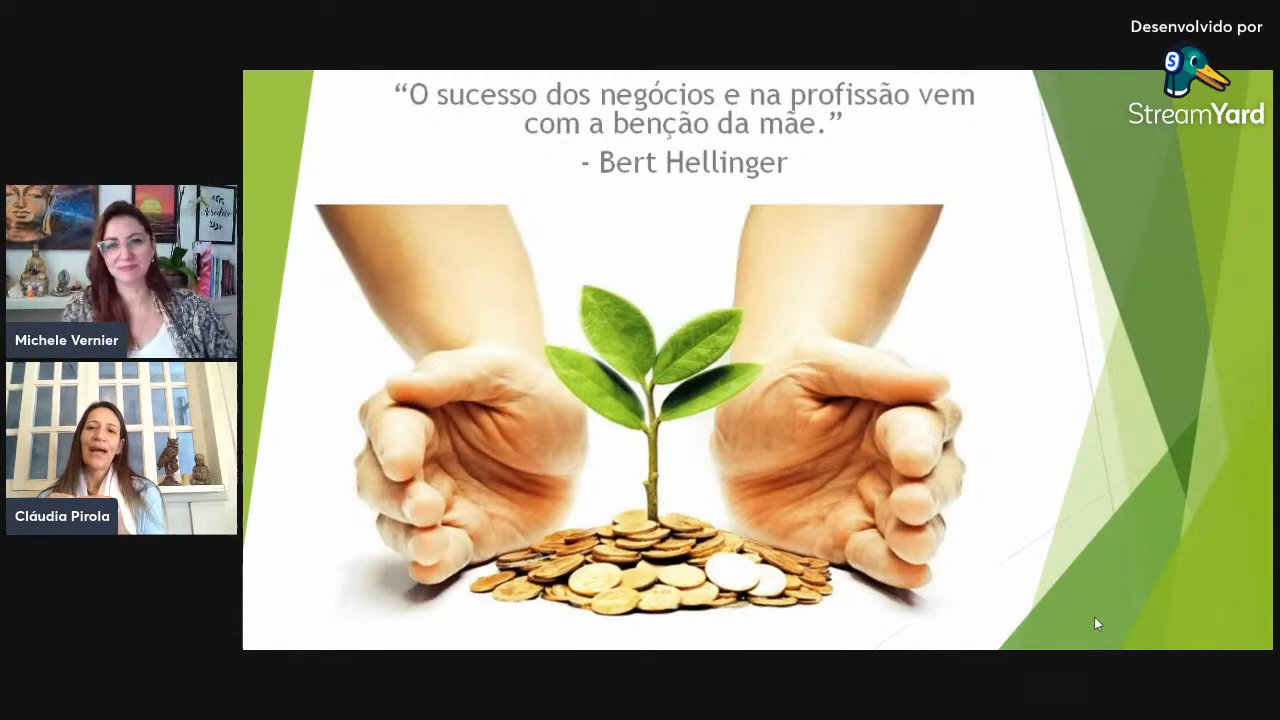 Desenvolvido por
StreamYard
“O sucesso dos negócios e na profissão vem
com a benção da mãe.”
- Bert Hellinger
Michele Vernier
Cláudia Pirola